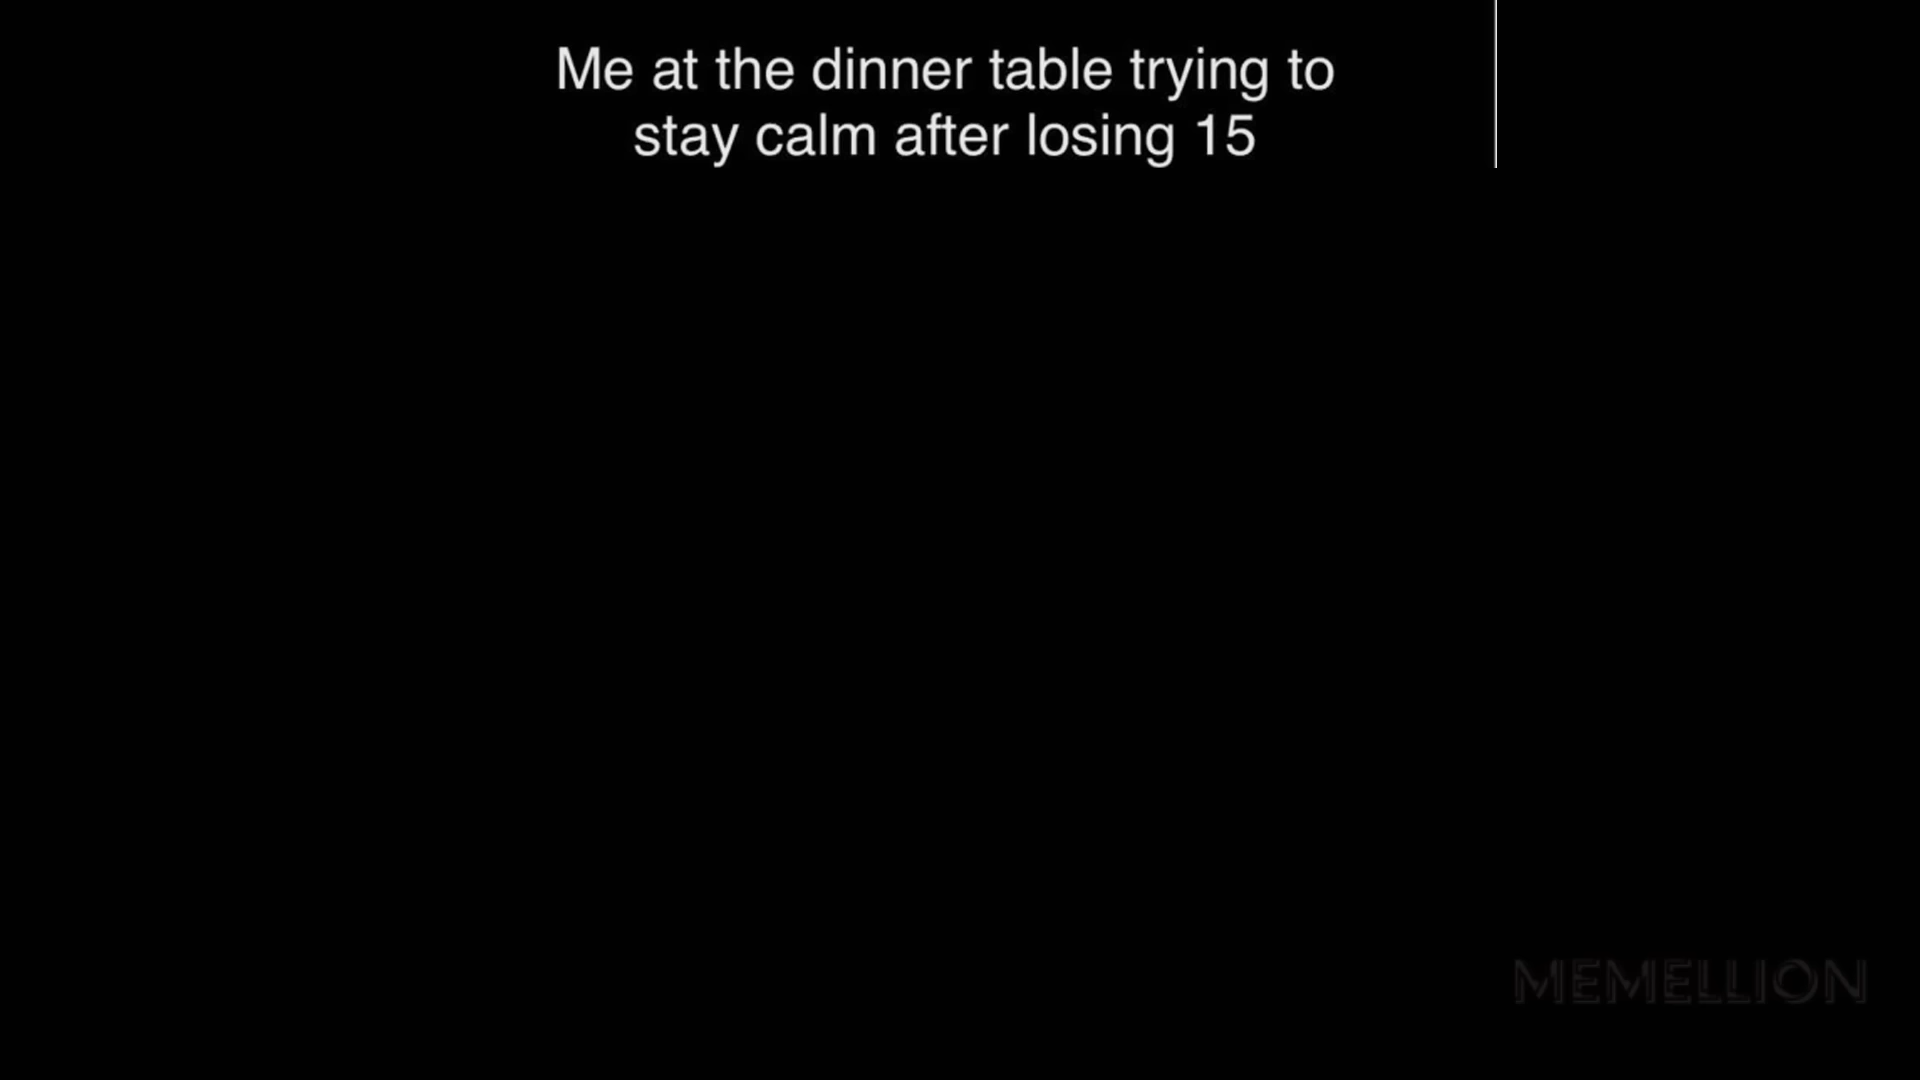 Me at the dinner table trying to
stay calm after losing 15
MEMELLION